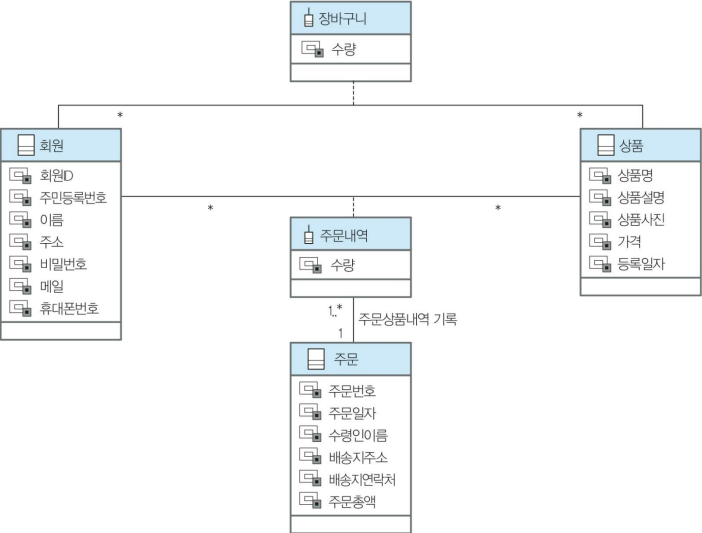 장바구니
수량
*
*
회원
회원ID
주민등록번호
이름
주소
비밀번호
메일
휴대폰번호
상품
상품명
상품설명
상품사진
가격
등록일자
*
*
주문내역
수량
1..*
주문상품내역 기록
1
주문
주문번호
주문일자
수령인이름
배송지주소
배송지연락처
주문총액